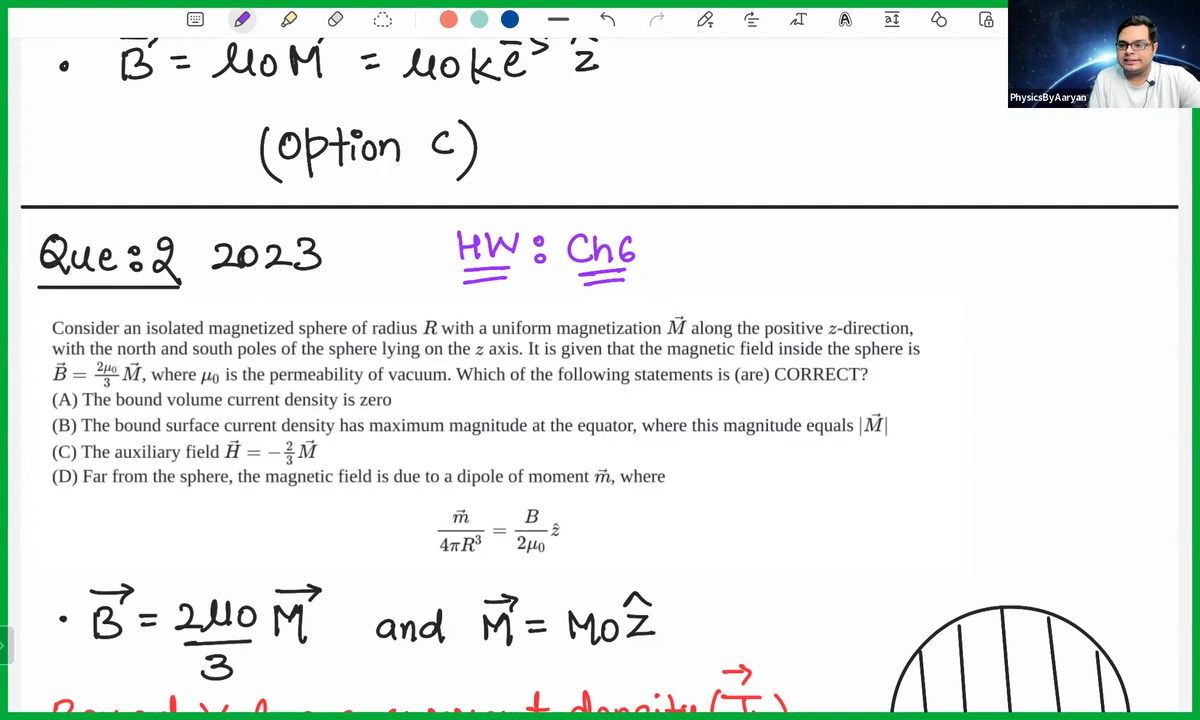 PhysicsByAaryan
• B⃗ = μ₀M⃗ = μ₀kē ẑ
(option c)
Que:2 2023 HW: Ch6
Consider an isolated magnetized sphere of radius R with a uniform magnetization M⃗ along the positive z-direction,
with the north and south poles of the sphere lying on the z axis. It is given that the magnetic field inside the sphere is
B⃗ = 2μ₀/3 M⃗, where μ₀ is the permeability of vacuum. Which of the following statements is (are) CORRECT?
(A) The bound volume current density is zero
(B) The bound surface current density has maximum magnitude at the equator, where this magnitude equals |M⃗|
(C) The auxiliary field H⃗ = −2/3 M⃗
(D) Far from the sphere, the magnetic field is due to a dipole of moment m⃗, where
m⃗/4πR³ = B/2μ₀ ẑ
• B⃗ = 2μ₀/3 M⃗ and M⃗ = M₀ẑ